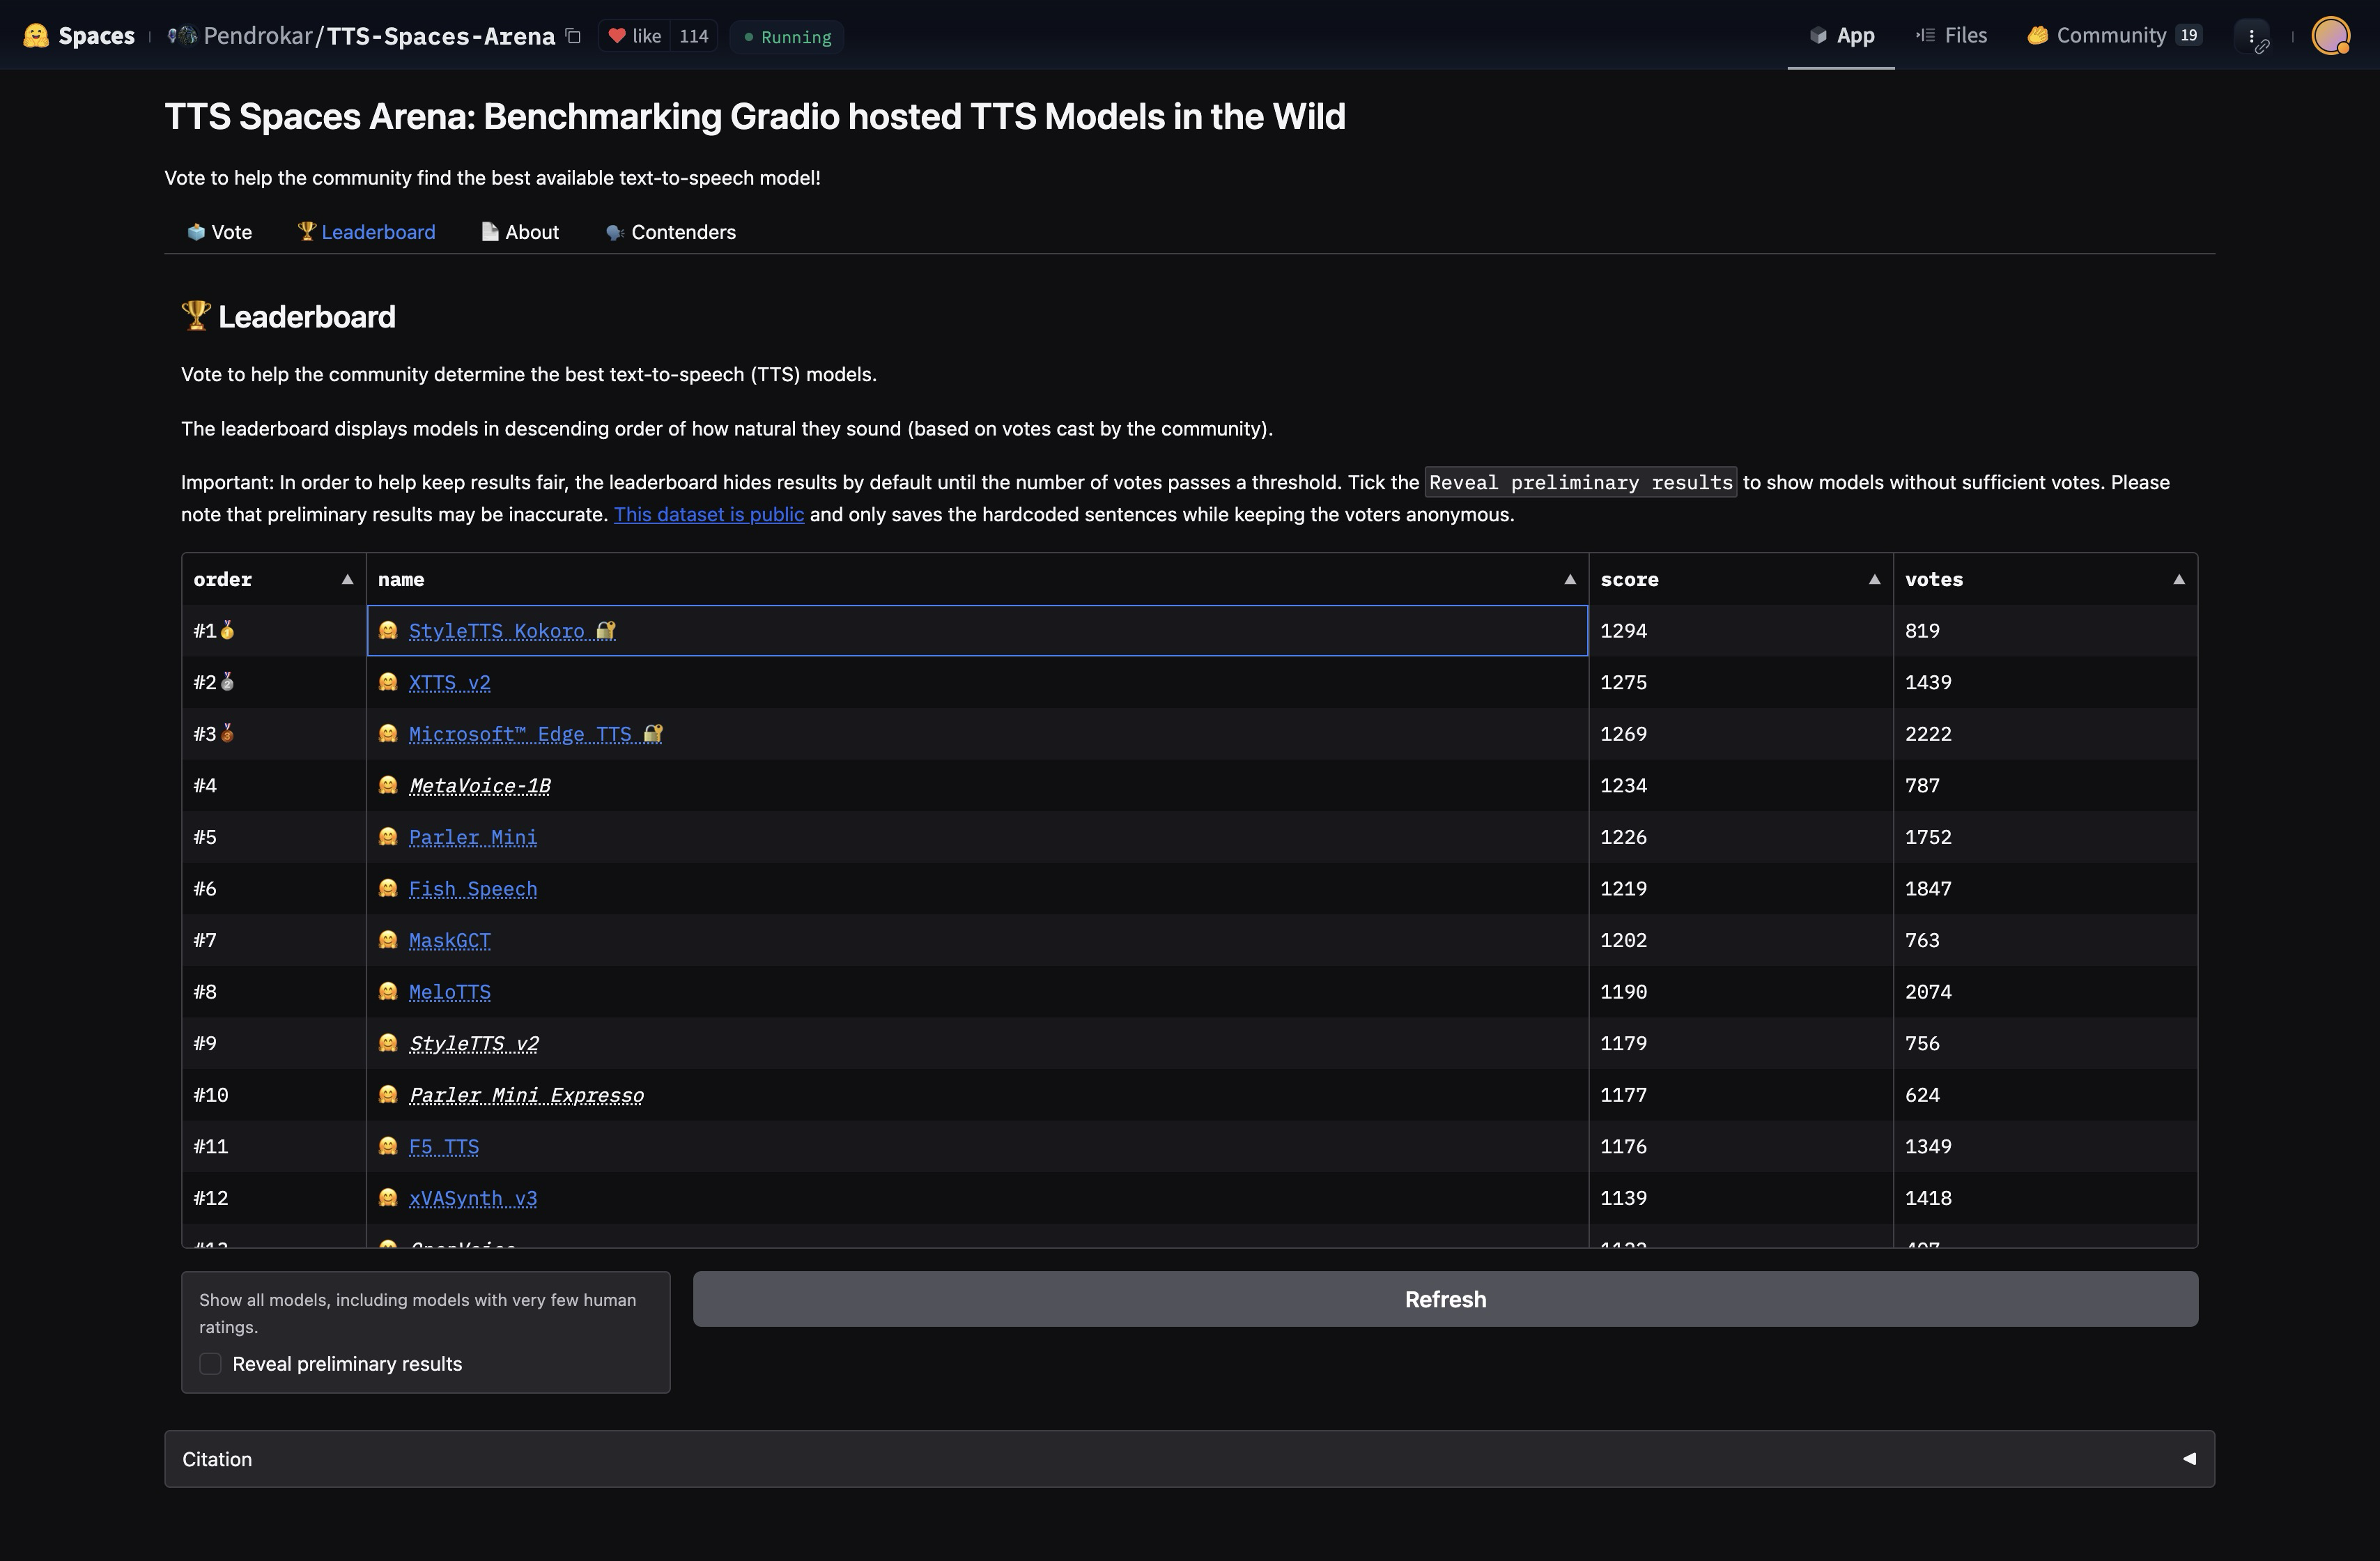 Spaces Pendrokar/TTS-Spaces-Arena like 114 Running App Files Community 19
TTS Spaces Arena: Benchmarking Gradio hosted TTS Models in the Wild
Vote to help the community find the best available text-to-speech model!
Vote Leaderboard About Contenders
Leaderboard
Vote to help the community determine the best text-to-speech (TTS) models.
The leaderboard displays models in descending order of how natural they sound (based on votes cast by the community).
Important: In order to help keep results fair, the leaderboard hides results by default until the number of votes passes a threshold. Tick the Reveal preliminary results to show models without sufficient votes. Please
note that preliminary results may be inaccurate. This dataset is public and only saves the hardcoded sentences while keeping the voters anonymous.
order name score votes
#1 StyleTTS Kokoro 1294 819
#2 XTTS v2 1275 1439
#3 Microsoft™ Edge TTS 1269 2222
#4 MetaVoice-1B 1234 787
#5 Parler Mini 1226 1752
#6 Fish Speech 1219 1847
#7 MaskGCT 1202 763
#8 MeloTTS 1190 2074
#9 StyleTTS v2 1179 756
#10 Parler Mini Expresso 1177 624
#11 F5 TTS 1176 1349
#12 xVASynth v3 1139 1418
Show all models, including models with very few human
ratings.
Reveal preliminary results
Refresh
Citation